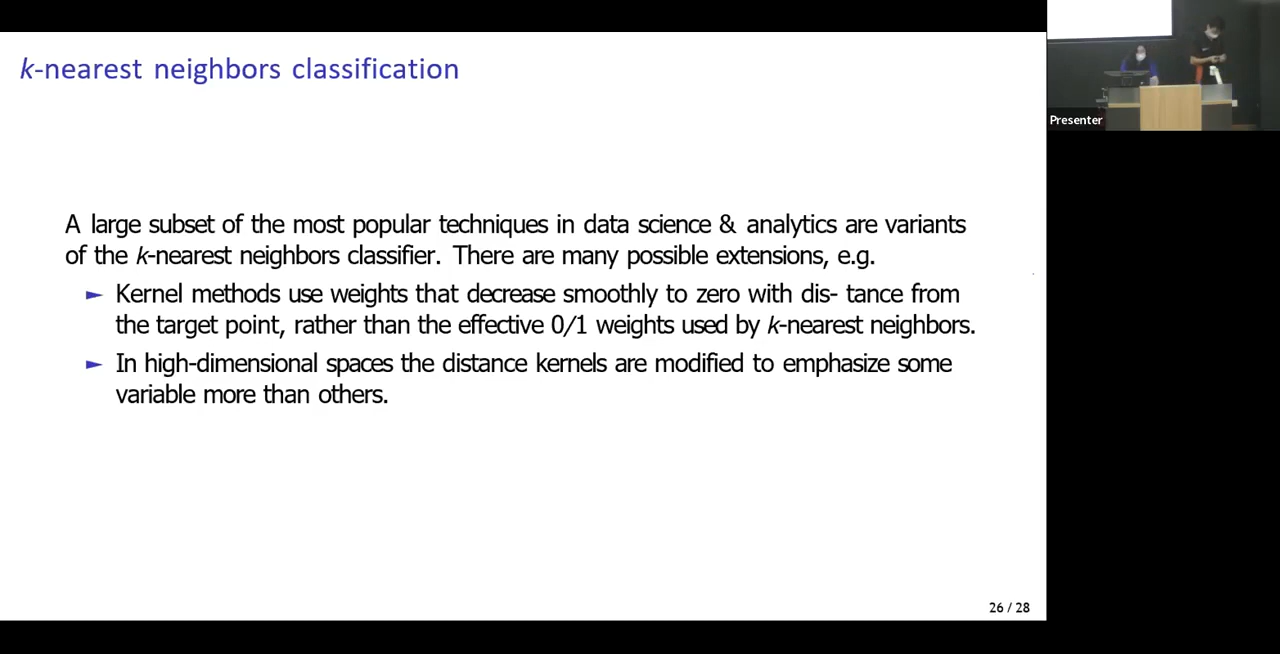 k-nearest neighbors classification
Presenter
A large subset of the most popular techniques in data science & analytics are variants
of the k-nearest neighbors classifier. There are many possible extensions, e.g.
► Kernel methods use weights that decrease smoothly to zero with dis- tance from
the target point, rather than the effective 0/1 weights used by k-nearest neighbors.
► In high-dimensional spaces the distance kernels are modified to emphasize some
variable more than others.
26 / 28